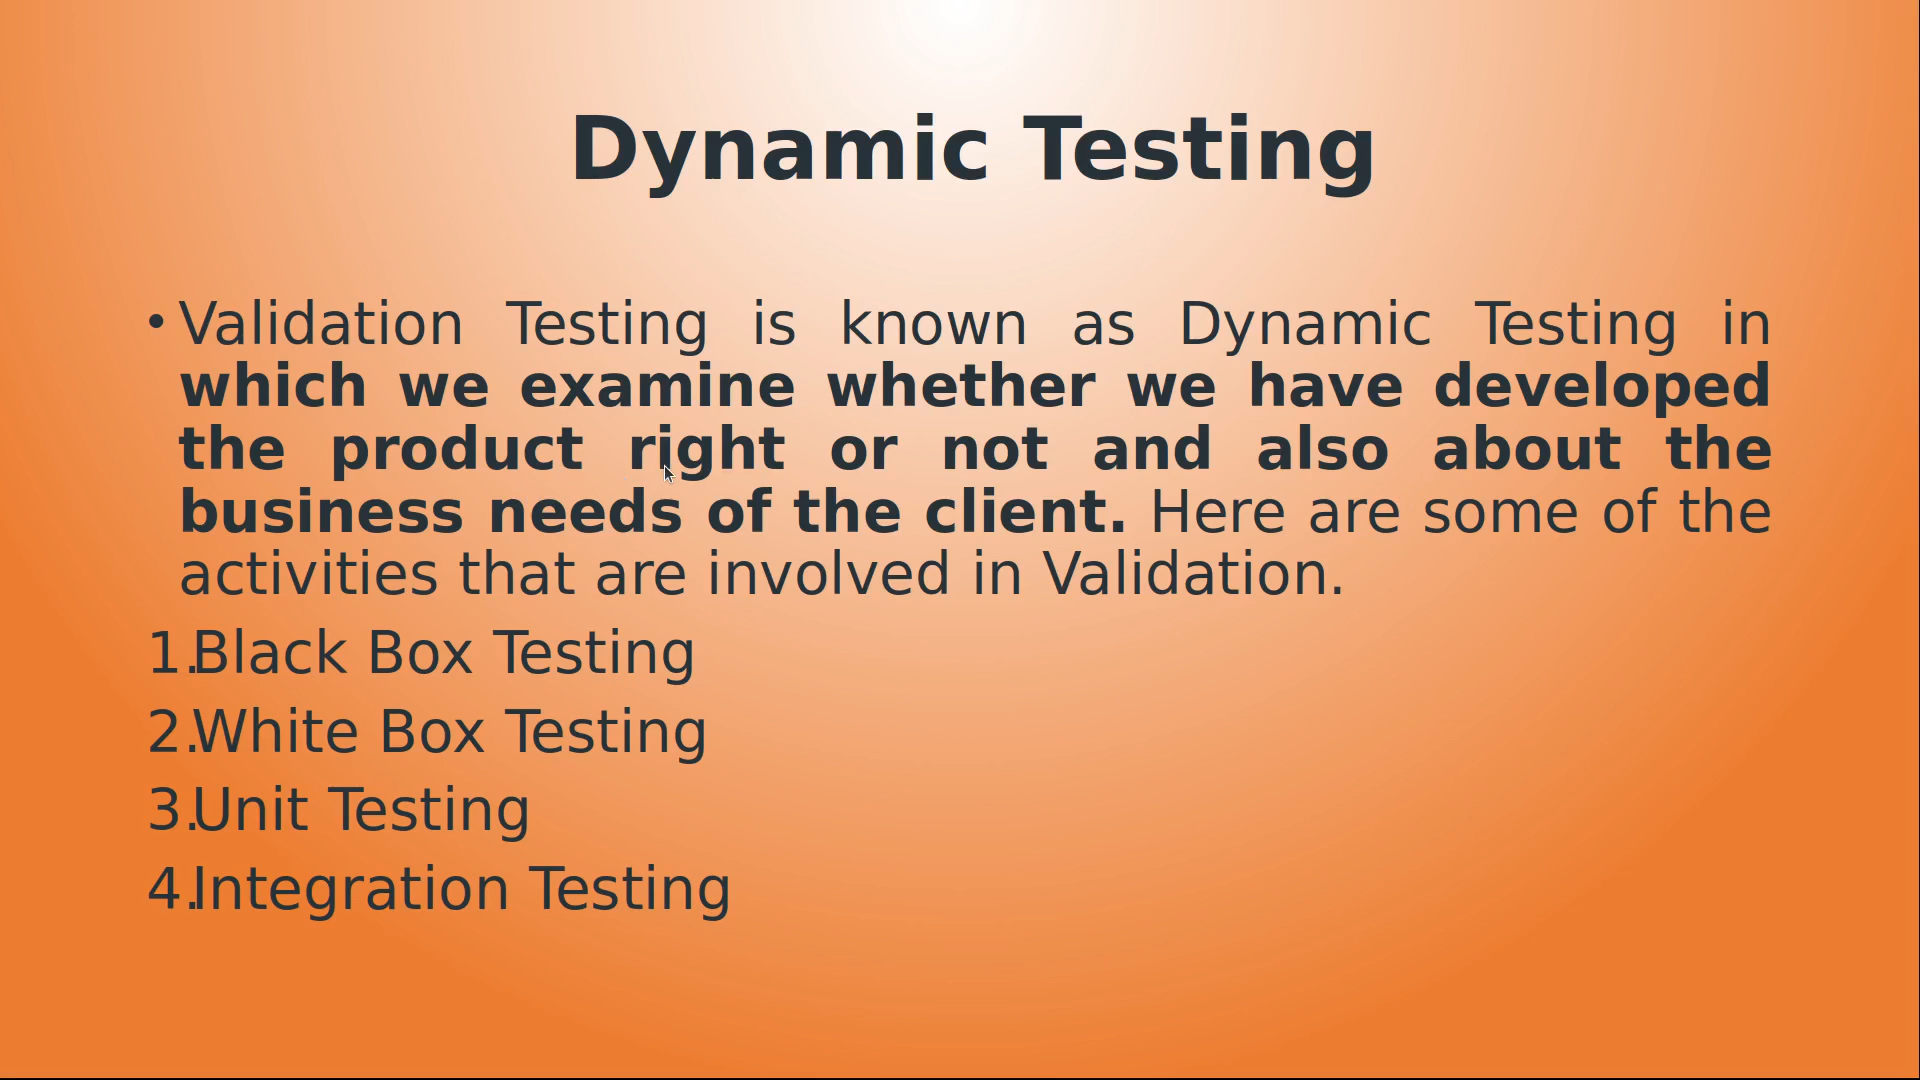 Dynamic Testing
• Validation Testing is known as Dynamic Testing in
which we examine whether we have developed
the product right or not and also about the
business needs of the client. Here are some of the
activities that are involved in Validation.
1.Black Box Testing
2.White Box Testing
3.Unit Testing
4.Integration Testing